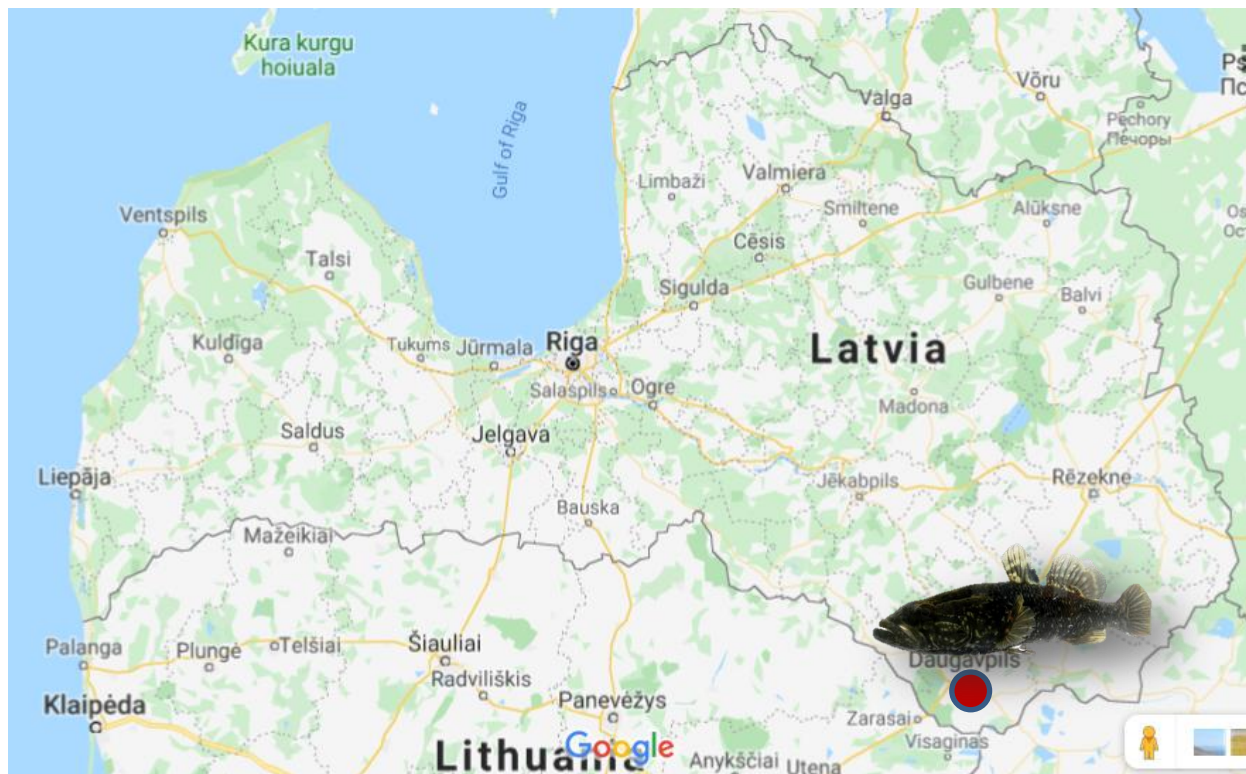 Kura kurgu
hoiuala
Võru
Valga
Pechory
Печоры
Gulf of Riga
Limbaži
Valmiera
Smiltene
Alūksne
Ventspils
Cēsis
Talsi
Sigulda
Gulbene
Balvi
Kuldīga
Tukums
Jūrmala
Riga
Latvia
Salaspils
Ogre
Madona
Saldus
Jelgava
Liepāja
Jēkabpils
Rēzekne
Bauska
Mažeikiai
Palanga
Plungė
Telšiai
Šiauliai
Daugavpils
Radviliškis
Klaipėda
Panevėžys
Zarasai
Visaginas
Lithuania
Google
Anykščiai
Utena